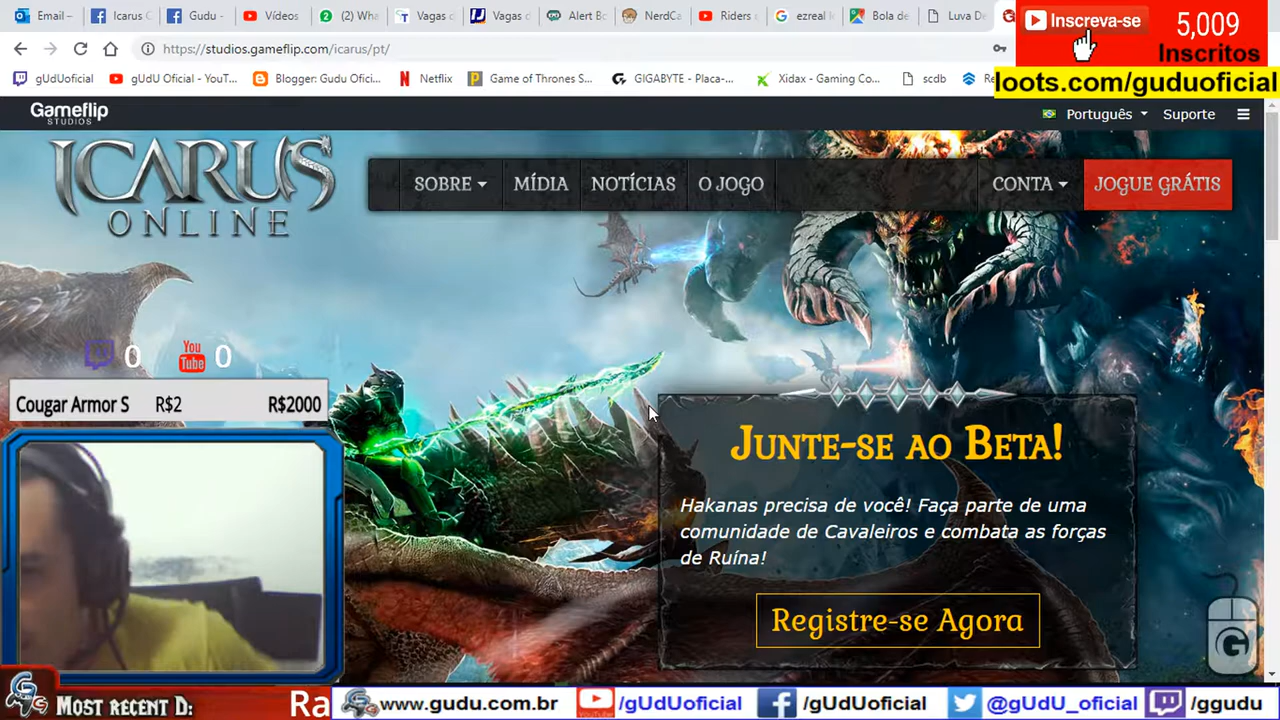 Email –
Icarus C
Gudu -
Vídeos
(2) Wha
Vagas d
Vagas d
Alert Bo
NerdCa
Riders r
ezreal k
Bola de
Luva De
Inscreva-se
5,009
Inscritos
https://studios.gameflip.com/icarus/pt/
gUdUoficial
gUdU Oficial - YouT...
Blogger: Gudu Ofici...
Netflix
Game of Thrones S...
GIGABYTE - Placa-...
Xidax - Gaming Co...
scdb
loots.com/guduoficial
Gameflip
STUDIOS
Português
Suporte
ICARUS
ONLINE
SOBRE
MÍDIA
NOTÍCIAS
O JOGO
CONTA
JOGUE GRÁTIS
0
You
Tube
0
Cougar Armor S R$2 R$2000
Junte-se ao Beta!
Hakanas precisa de você! Faça parte de uma
comunidade de Cavaleiros e combata as forças
de Ruína!
Registre-se Agora
G
Most recent D:
Ra
www.gudu.com.br
YouTube
/gUdUoficial
/gUdUoficial
@gUdU_oficial
/ggudu